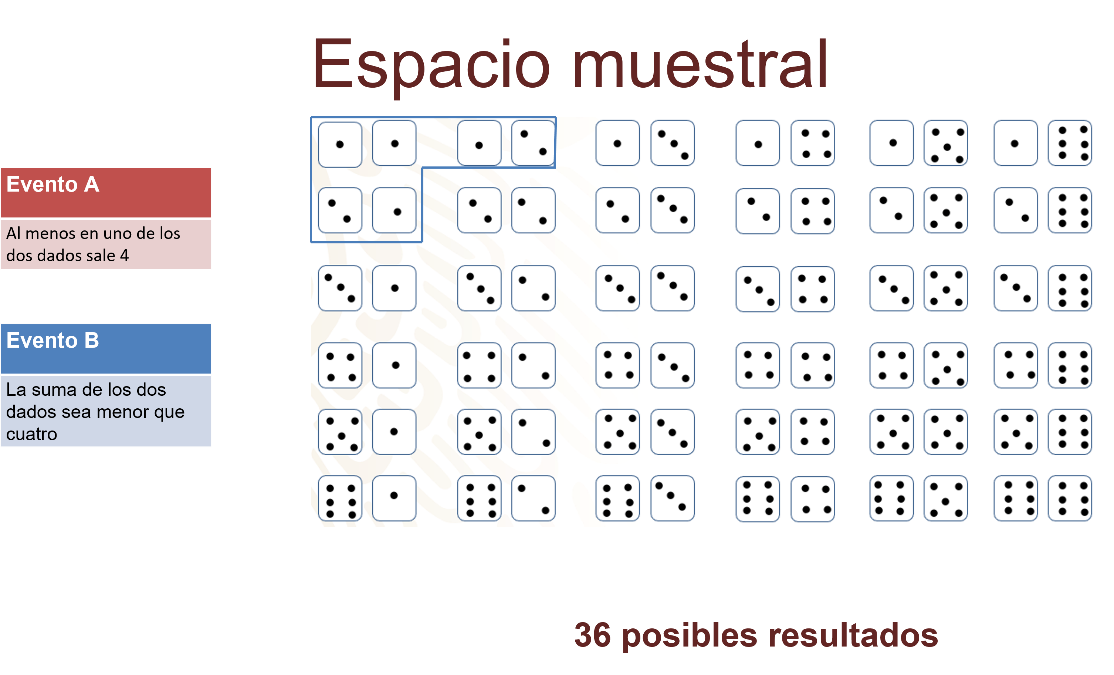 Espacio muestral
Evento A
Al menos en uno de los
dos dados sale 4
Evento B
La suma de los dos
dados sea menor que
cuatro
36 posibles resultados